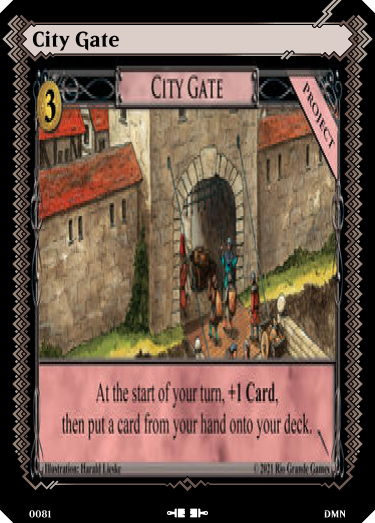 City Gate
CITY GATE
3
PROJECT
At the start of your turn, +1 Card,
then put a card from your hand onto your deck.
Illustration: Harald Lieske © 2021 Rio Grande Games
0081 DMN